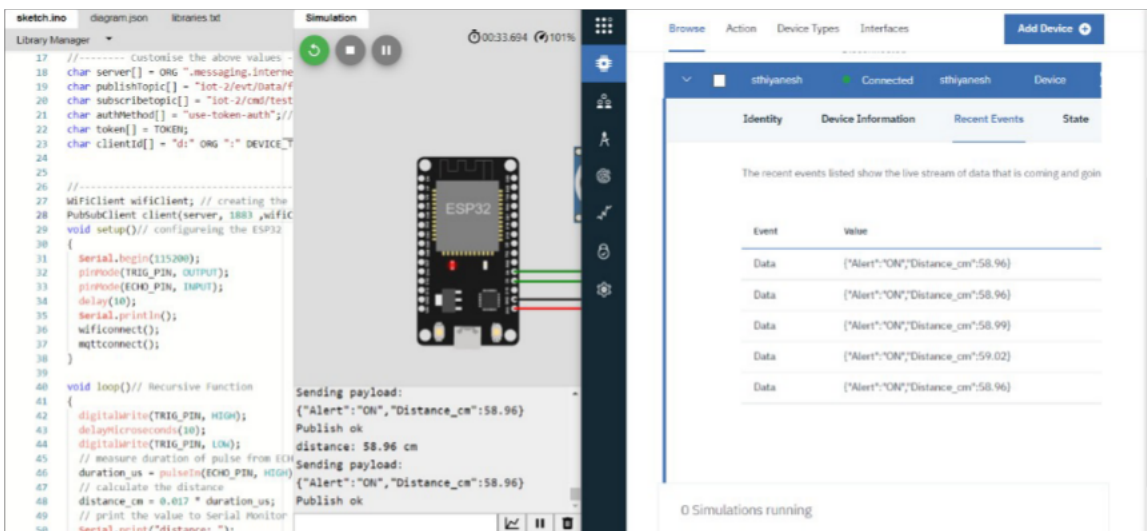 sketch.ino diagram.json libraries.txt
Library Manager
17 //-------- Customise the above values -
18 char server[] = ORG ".messaging.interne
19 char publishTopic[] = "iot-2/evt/Data/f
20 char subscribetopic[] = "iot-2/cmd/test
21 char authMethod[] = "use-token-auth";//
22 char token[] = TOKEN;
23 char clientId[] = "d:" ORG ":" DEVICE_T
24
25
26 //-----------------------------------
27 WiFiClient wifiClient; // creating the
28 PubSubClient client(server, 1883 ,wifiC
29 void setup()// configureing the ESP32
30 {
31 Serial.begin(115200);
32 pinMode(TRIG_PIN, OUTPUT);
33 pinMode(ECHO_PIN, INPUT);
34 delay(10);
35 Serial.println();
36 wificonnect();
37 mqttconnect();
38 }
39
40 void loop()// Recursive Function
41 {
42 digitalWrite(TRIG_PIN, HIGH);
43 delayMicroseconds(10);
44 digitalWrite(TRIG_PIN, LOW);
45 // measure duration of pulse from ECH
46 duration_us = pulseIn(ECHO_PIN, HIGH)
47 // calculate the distance
48 distance_cm = 0.017 * duration_us;
49 // print the value to Serial Monitor
50 Serial.print("distance: ");
Simulation
00:33.694 101%
ESP32
Sending payload:
{"Alert":"ON","Distance_cm":58.96}
Publish ok
distance: 58.96 cm
Sending payload:
{"Alert":"ON","Distance_cm":58.96}
Publish ok
Browse Action Device Types Interfaces Add Device
sthiyanesh Connected sthiyanesh Device
Identity Device Information Recent Events State
The recent events listed show the live stream of data that is coming and goin
Event Value
Data {"Alert":"ON","Distance_cm":58.96}
Data {"Alert":"ON","Distance_cm":58.96}
Data {"Alert":"ON","Distance_cm":58.99}
Data {"Alert":"ON","Distance_cm":59.02}
Data {"Alert":"ON","Distance_cm":58.96}
0 Simulations running